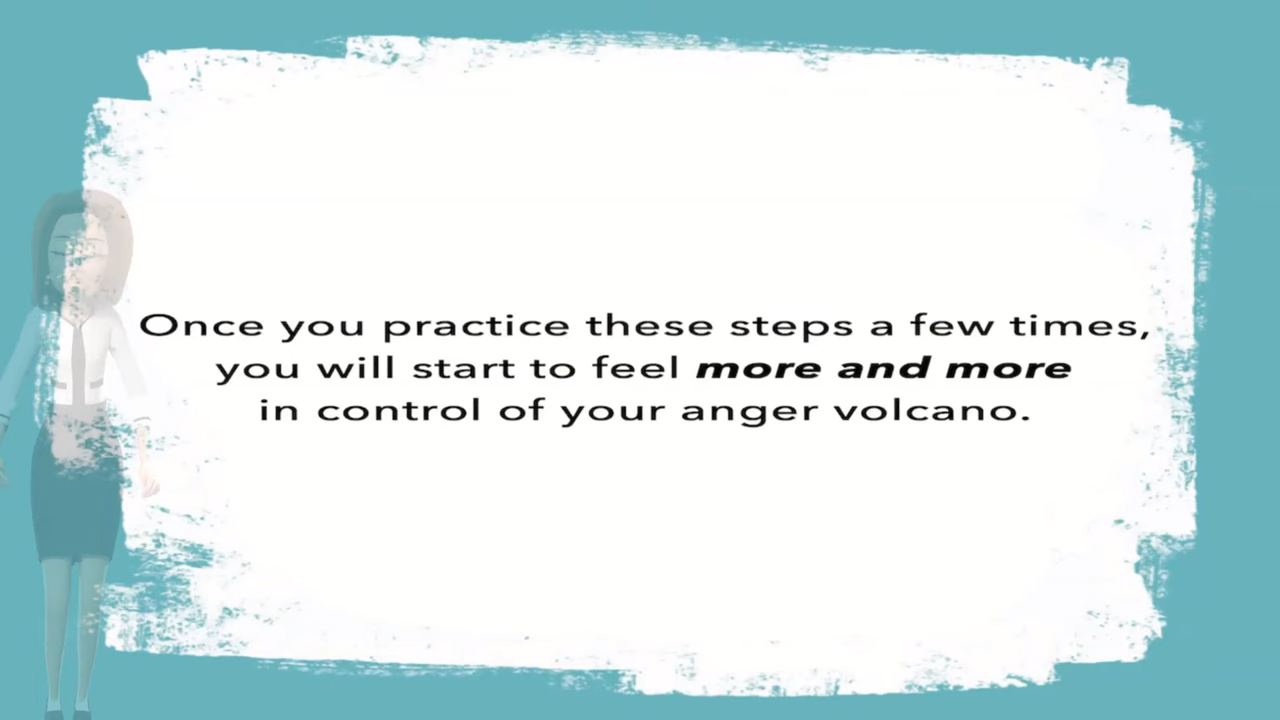 Once you practice these steps a few times,
you will start to feel more and more
in control of your anger volcano.